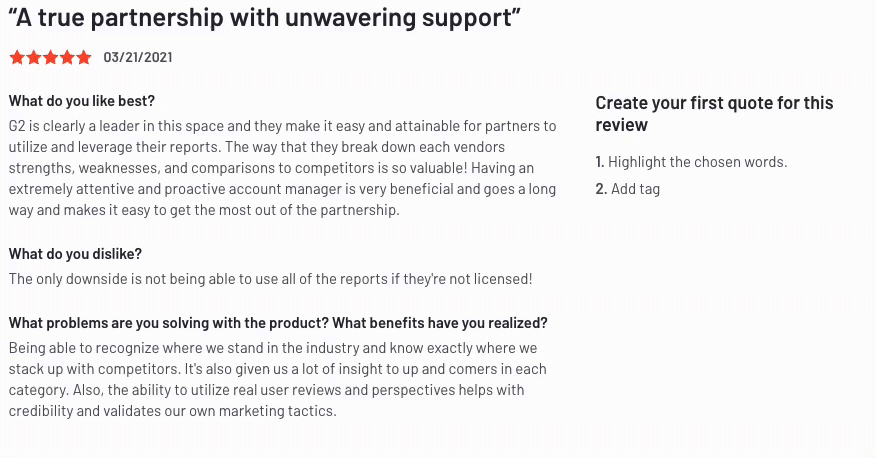 “A true partnership with unwavering support”
03/21/2021
What do you like best?
G2 is clearly a leader in this space and they make it easy and attainable for partners to
utilize and leverage their reports. The way that they break down each vendors
strengths, weaknesses, and comparisons to competitors is so valuable! Having an
extremely attentive and proactive account manager is very beneficial and goes a long
way and makes it easy to get the most out of the partnership.
What do you dislike?
The only downside is not being able to use all of the reports if they're not licensed!
What problems are you solving with the product? What benefits have you realized?
Being able to recognize where we stand in the industry and know exactly where we
stack up with competitors. It's also given us a lot of insight to up and comers in each
category. Also, the ability to utilize real user reviews and perspectives helps with
credibility and validates our own marketing tactics.
Create your first quote for this
review
1. Highlight the chosen words.
2. Add tag